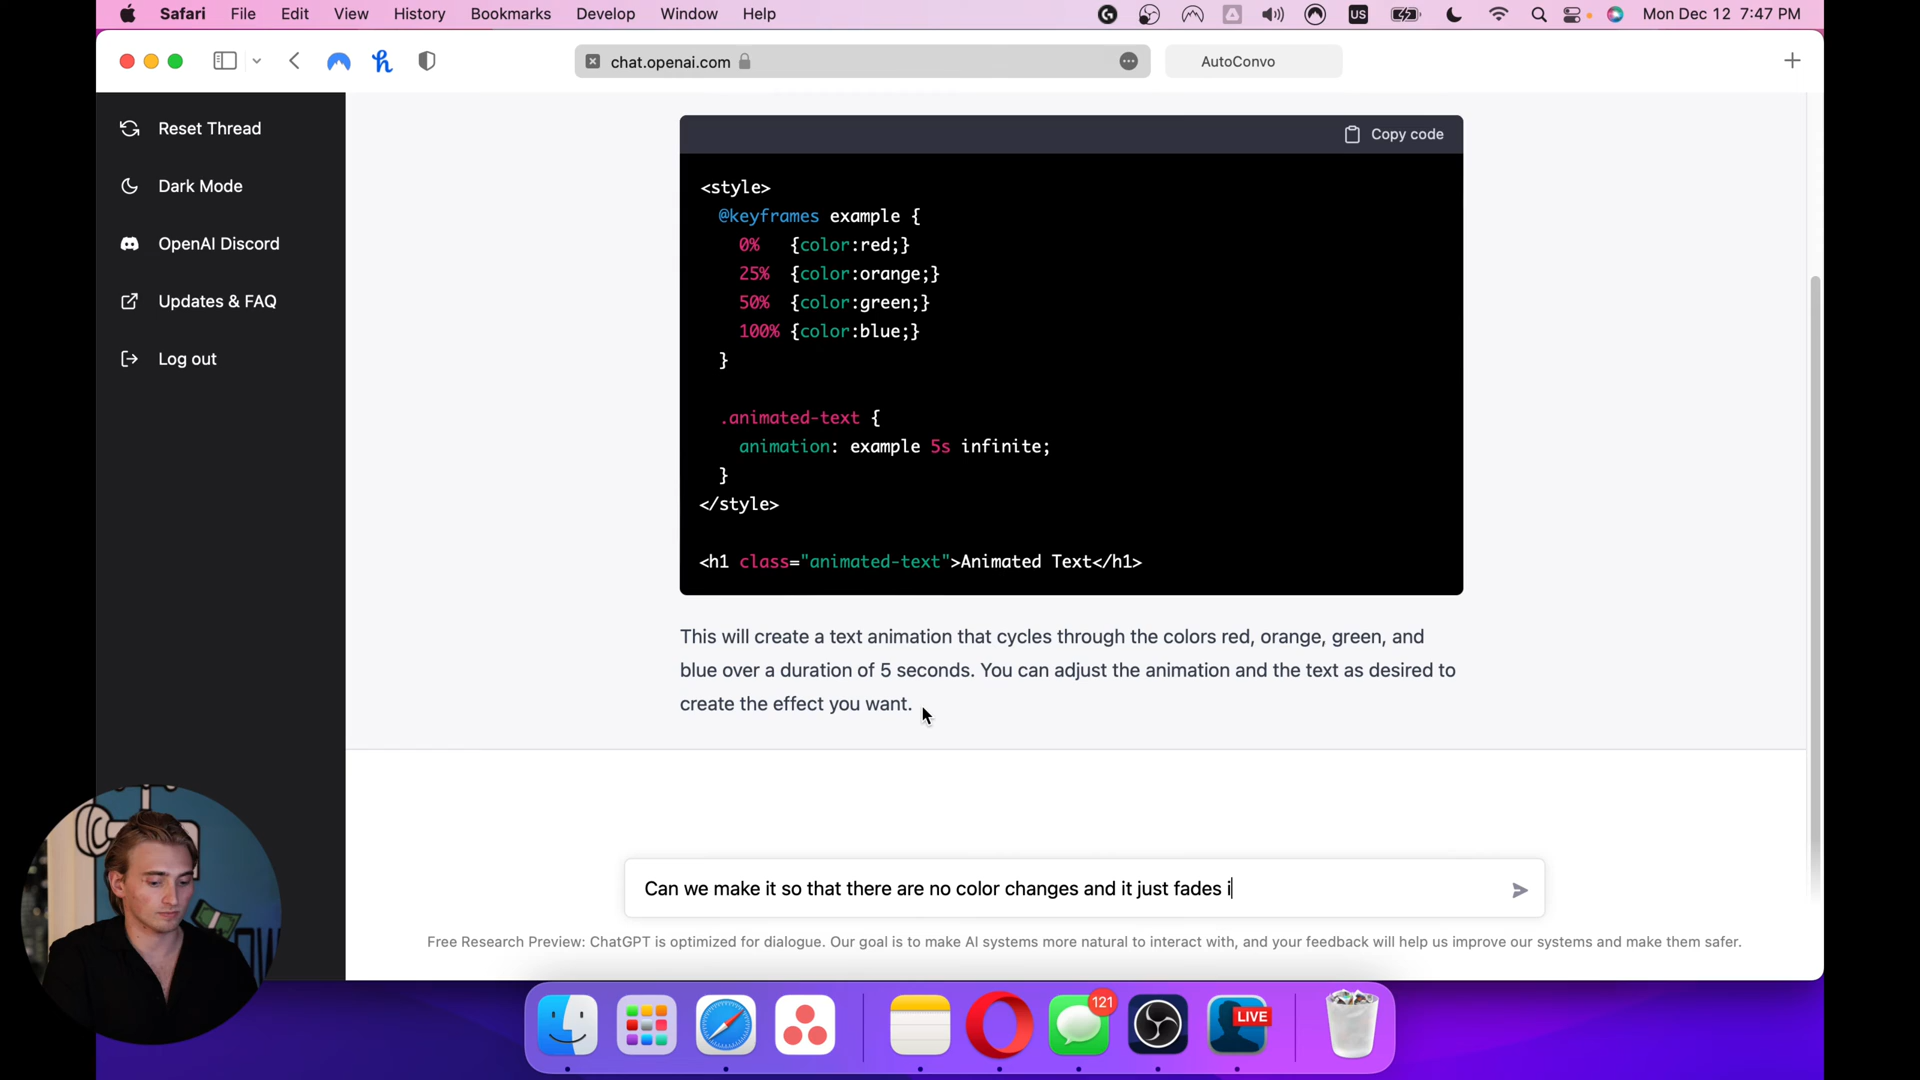 Safari File Edit View History Bookmarks Develop Window Help US Mon Dec 12 7:47 PM
chat.openai.com AutoConvo
Reset Thread
Dark Mode
OpenAI Discord
Updates & FAQ
Log out
Copy code
<style>
@keyframes example {
0% {color:red;}
25% {color:orange;}
50% {color:green;}
100% {color:blue;}
}
.animated-text {
animation: example 5s infinite;
}
</style>
<h1 class="animated-text">Animated Text</h1>
This will create a text animation that cycles through the colors red, orange, green, and
blue over a duration of 5 seconds. You can adjust the animation and the text as desired to
create the effect you want.
Can we make it so that there are no color changes and it just fades i
Free Research Preview: ChatGPT is optimized for dialogue. Our goal is to make AI systems more natural to interact with, and your feedback will help us improve our systems and make them safer.
121
LIVE